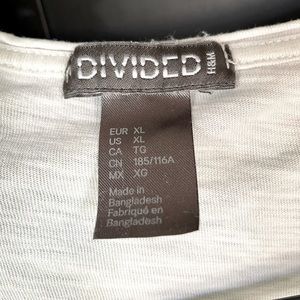 DIVIDED
H&M
EUR XL
US XL
CA TG
CN 185/116A
MX XG
Made in
Bangladesh
Fabriqué en
Bangladesh